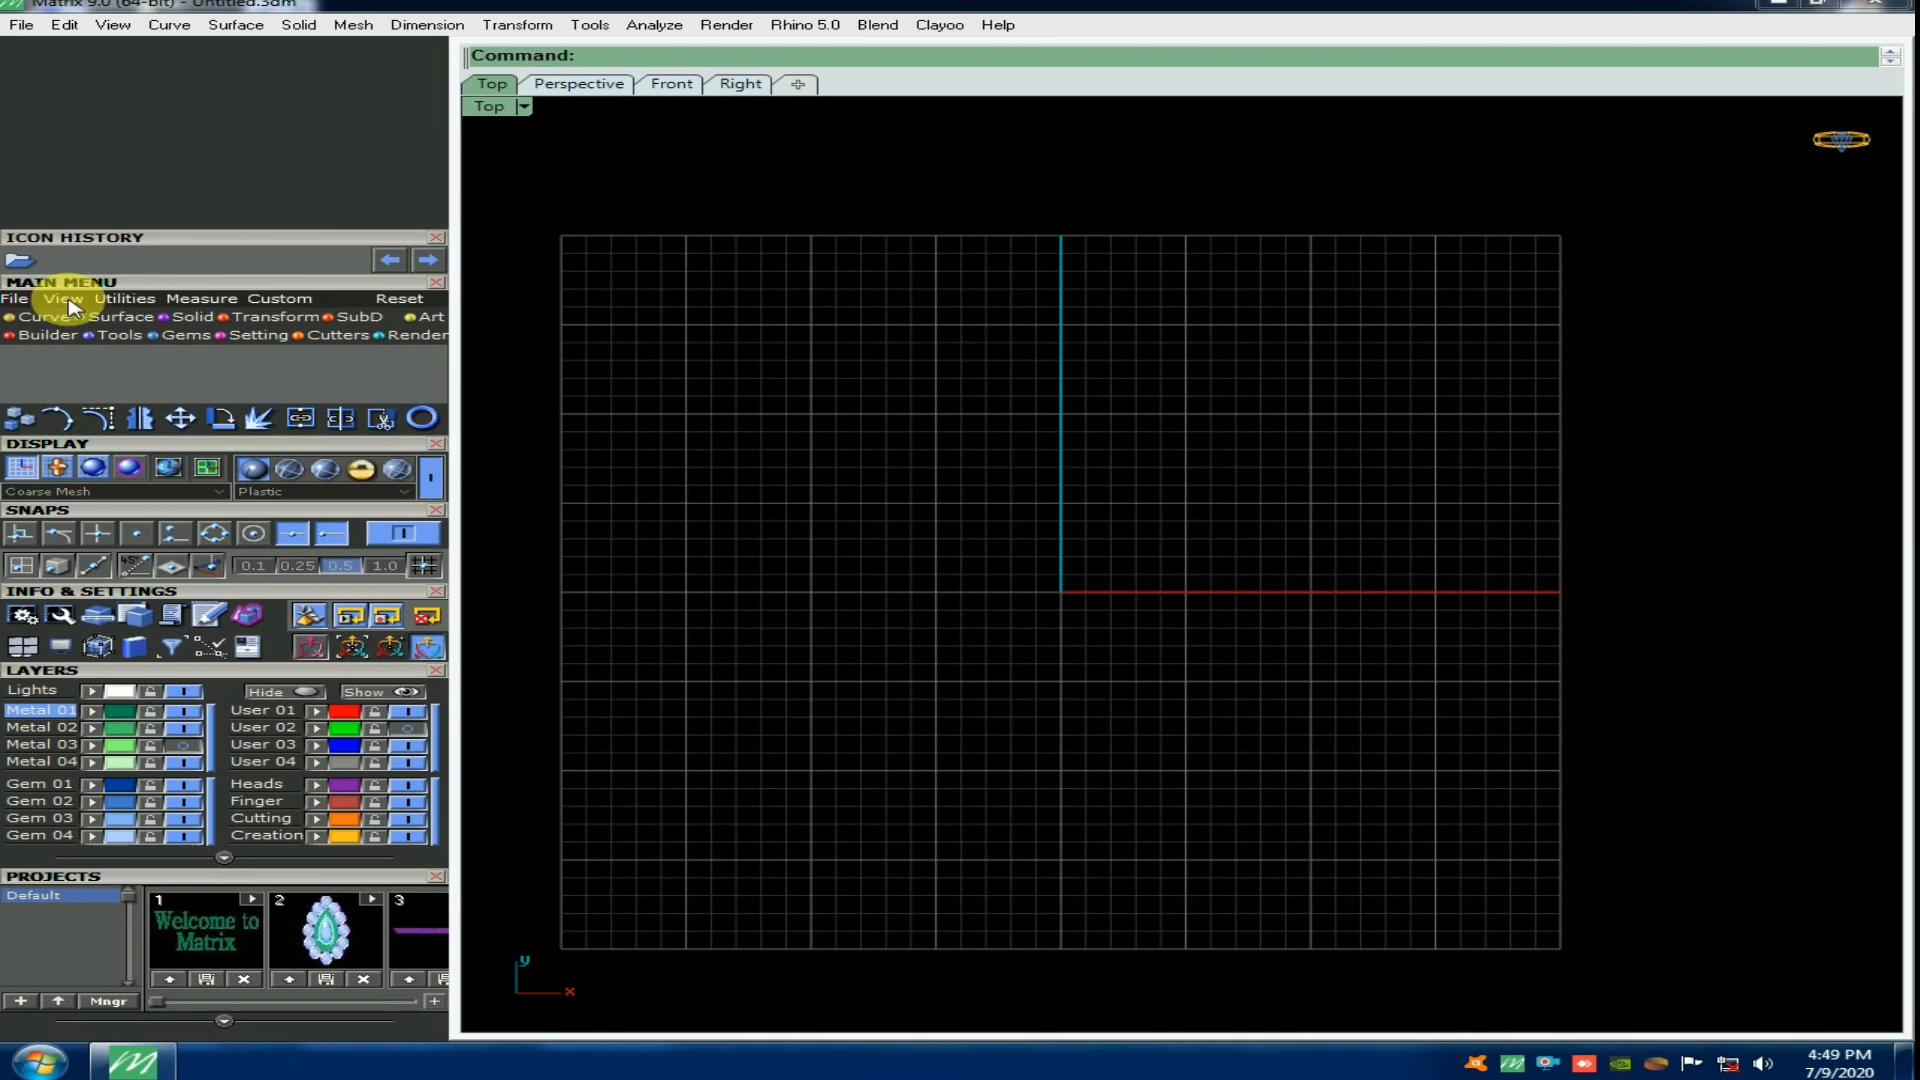 Matrix 9.0 (64-bit) - Untitled.3dm
File Edit View Curve Surface Solid Mesh Dimension Transform Tools Analyze Render Rhino 5.0 Blend Clayoo Help
Command:
Top Perspective Front Right
Top
ICON HISTORY
MAIN MENU
File View Utilities Measure Custom Reset
Curve Surface Solid Transform SubD Art
Builder Tools Gems Setting Cutters Render
DISPLAY
Coarse Mesh Plastic
SNAPS
45° 0.1 0.25 0.5 1.0
INFO & SETTINGS
LAYERS
Lights Hide Show
Metal 01 User 01
Metal 02 User 02
Metal 03 User 03
Metal 04 User 04
Gem 01 Heads
Gem 02 Finger
Gem 03 Cutting
Gem 04 Creation
PROJECTS
Default
1 2 3
Welcome to
Matrix
Mngr
y
x
4:49 PM
7/9/2020